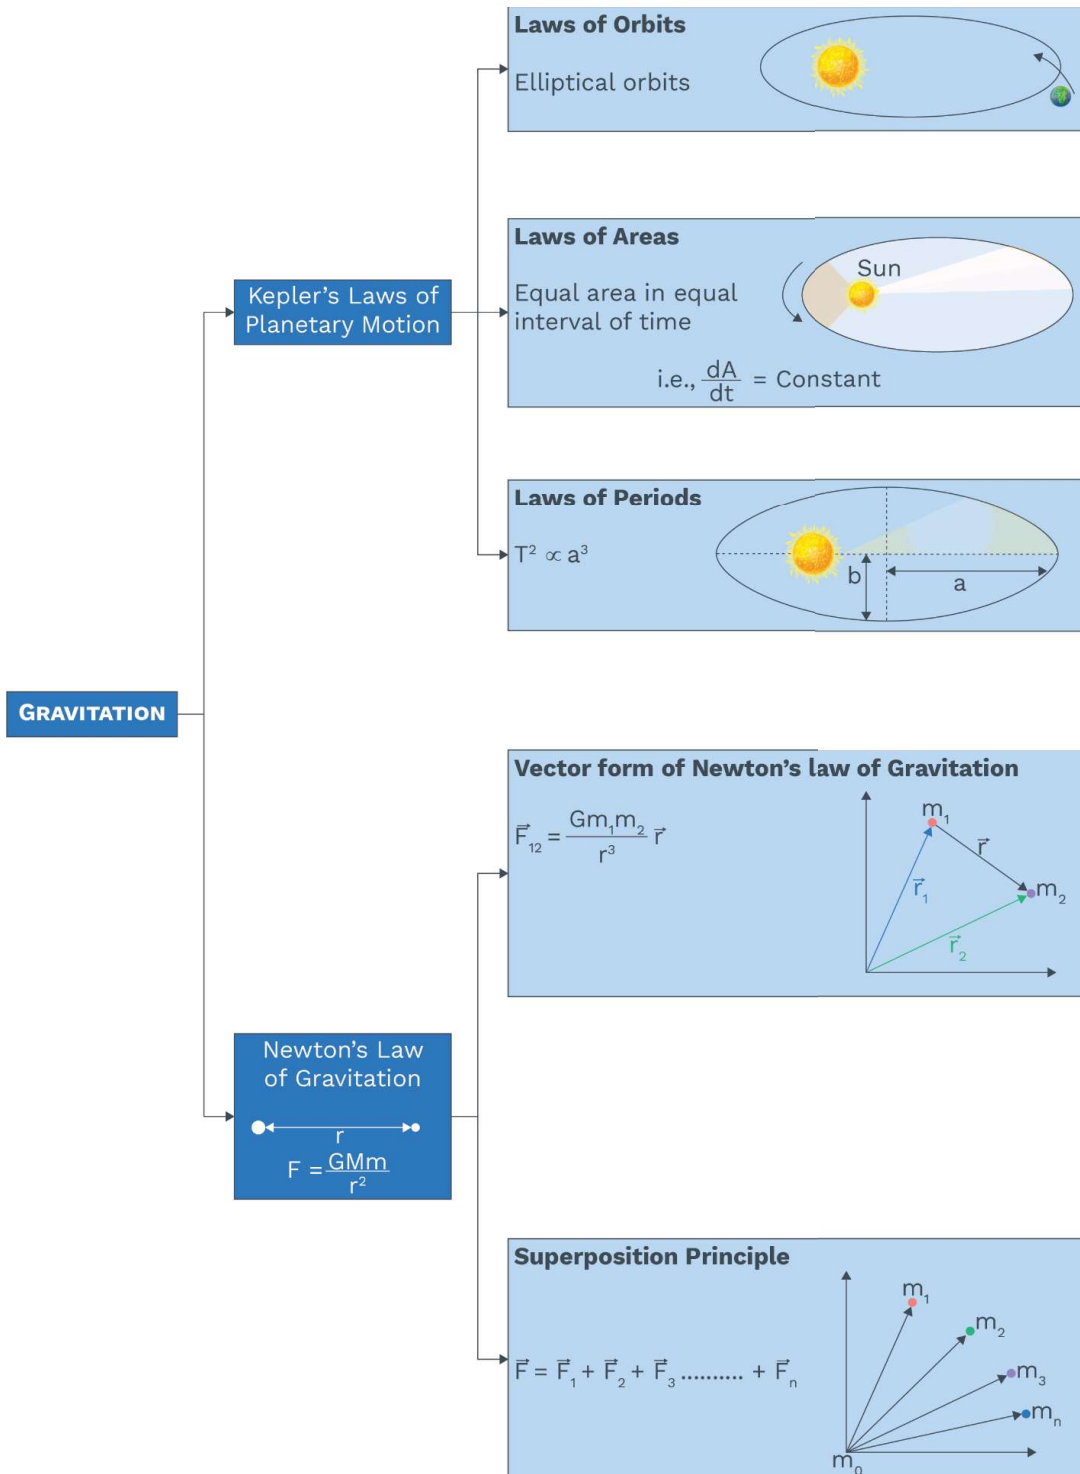 Laws of Orbits
Elliptical orbits
Laws of Areas
Sun
Equal area in equal
interval of time
i.e., dA/dt = Constant
Kepler's Laws of
Planetary Motion
Laws of Periods
T² ∝ a³
b
a
GRAVITATION
Vector form of Newton's law of Gravitation
F⃗₁₂ = Gm₁m₂/r³ r⃗
m₁
r⃗
m₂
r⃗₁
r⃗₂
Newton's Law
of Gravitation
r
F = GMm/r²
Superposition Principle
F⃗ = F⃗₁ + F⃗₂ + F⃗₃ .......... + F⃗ₙ
m₁
m₂
m₃
mₙ
m₀